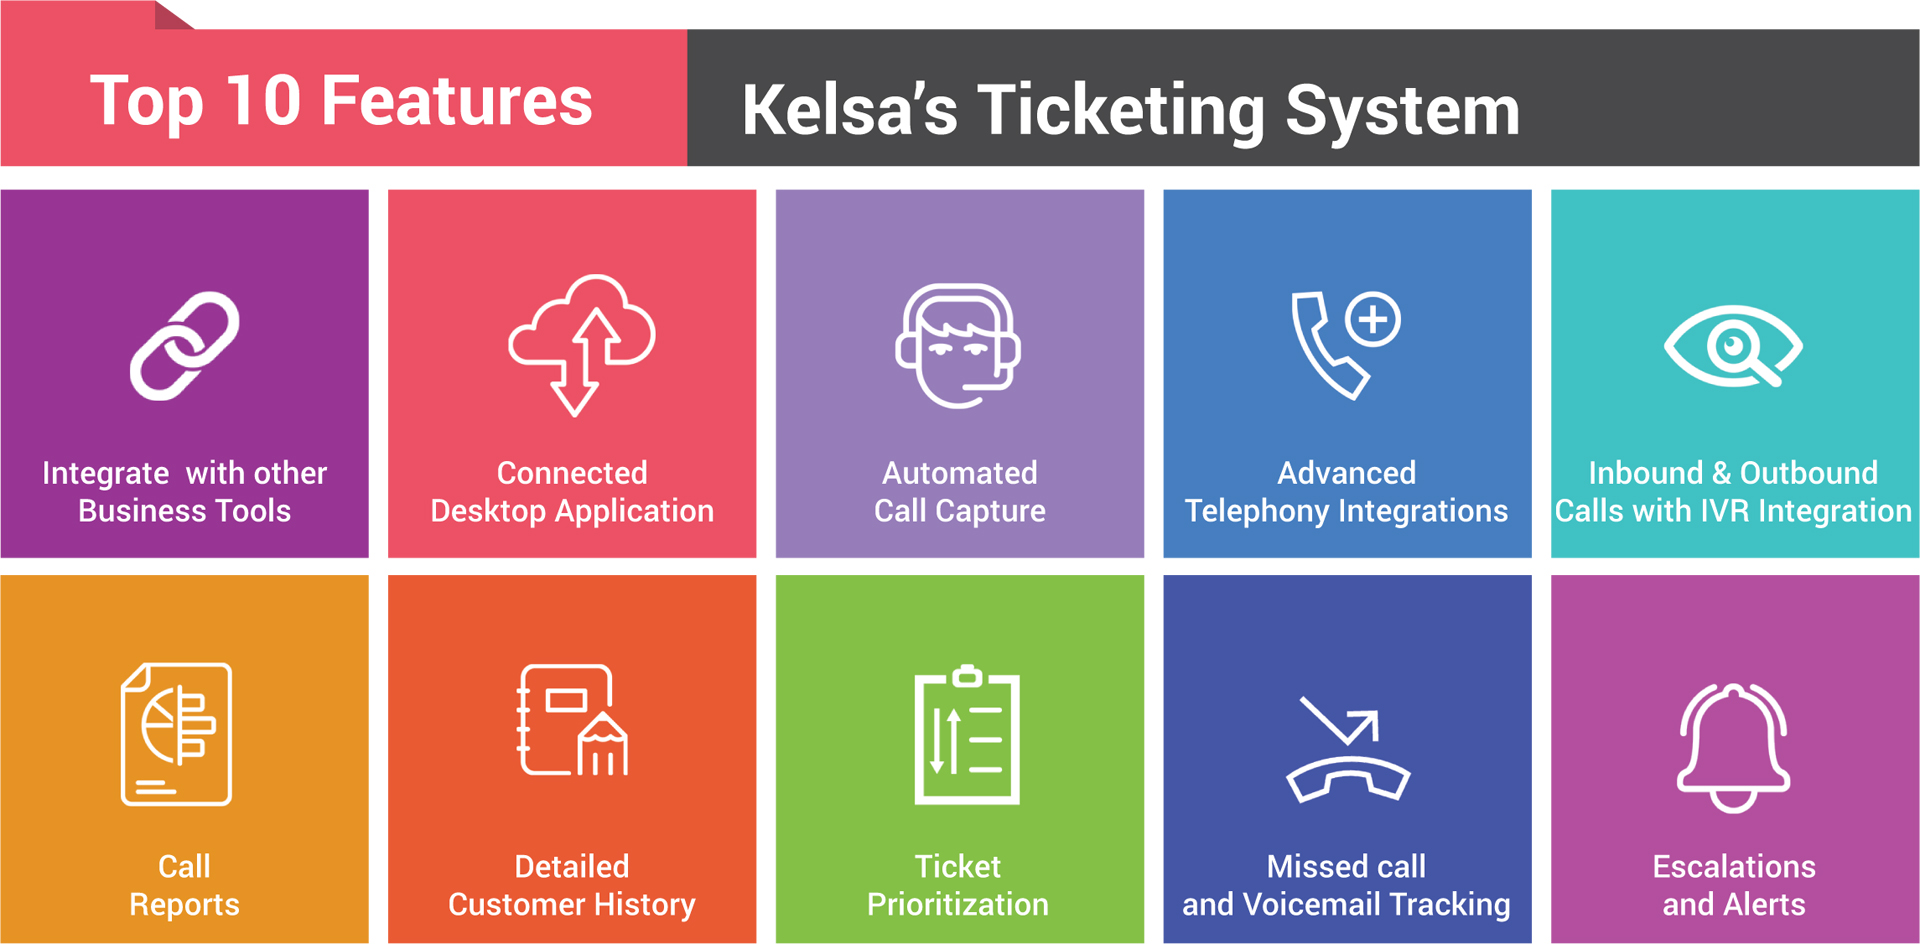 Top 10 Features
Kelsa’s Ticketing System
Integrate with other
Business Tools
Connected
Desktop Application
Automated
Call Capture
Advanced
Telephony Integrations
Inbound & Outbound
Calls with IVR Integration
Call
Reports
Detailed
Customer History
Ticket
Prioritization
Missed call
and Voicemail Tracking
Escalations
and Alerts